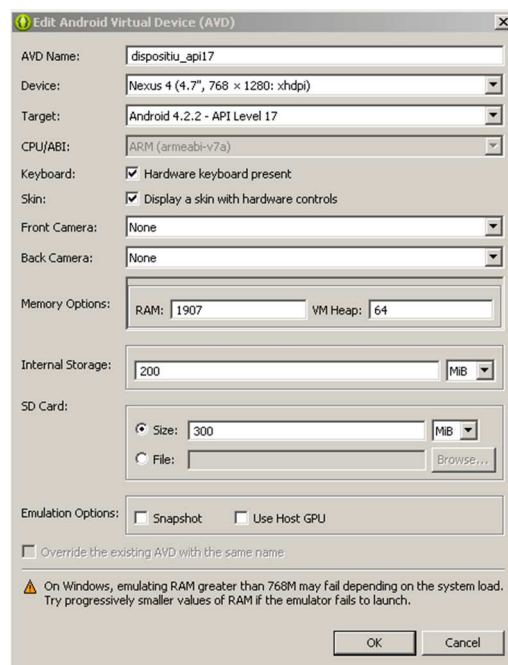 Edit Android Virtual Device (AVD)
AVD Name: dispositiu_api17
Device: Nexus 4 (4.7", 768 × 1280: xhdpi)
Target: Android 4.2.2 - API Level 17
CPU/ABI: ARM (armeabi-v7a)
Keyboard: Hardware keyboard present
Skin: Display a skin with hardware controls
Front Camera: None
Back Camera: None
Memory Options: RAM: 1907 VM Heap: 64
Internal Storage: 200 MiB
SD Card:
Size: 300 MiB
File: Browse...
Emulation Options: Snapshot Use Host GPU
Override the existing AVD with the same name
On Windows, emulating RAM greater than 768M may fail depending on the system load.
Try progressively smaller values of RAM if the emulator fails to launch.
OK Cancel